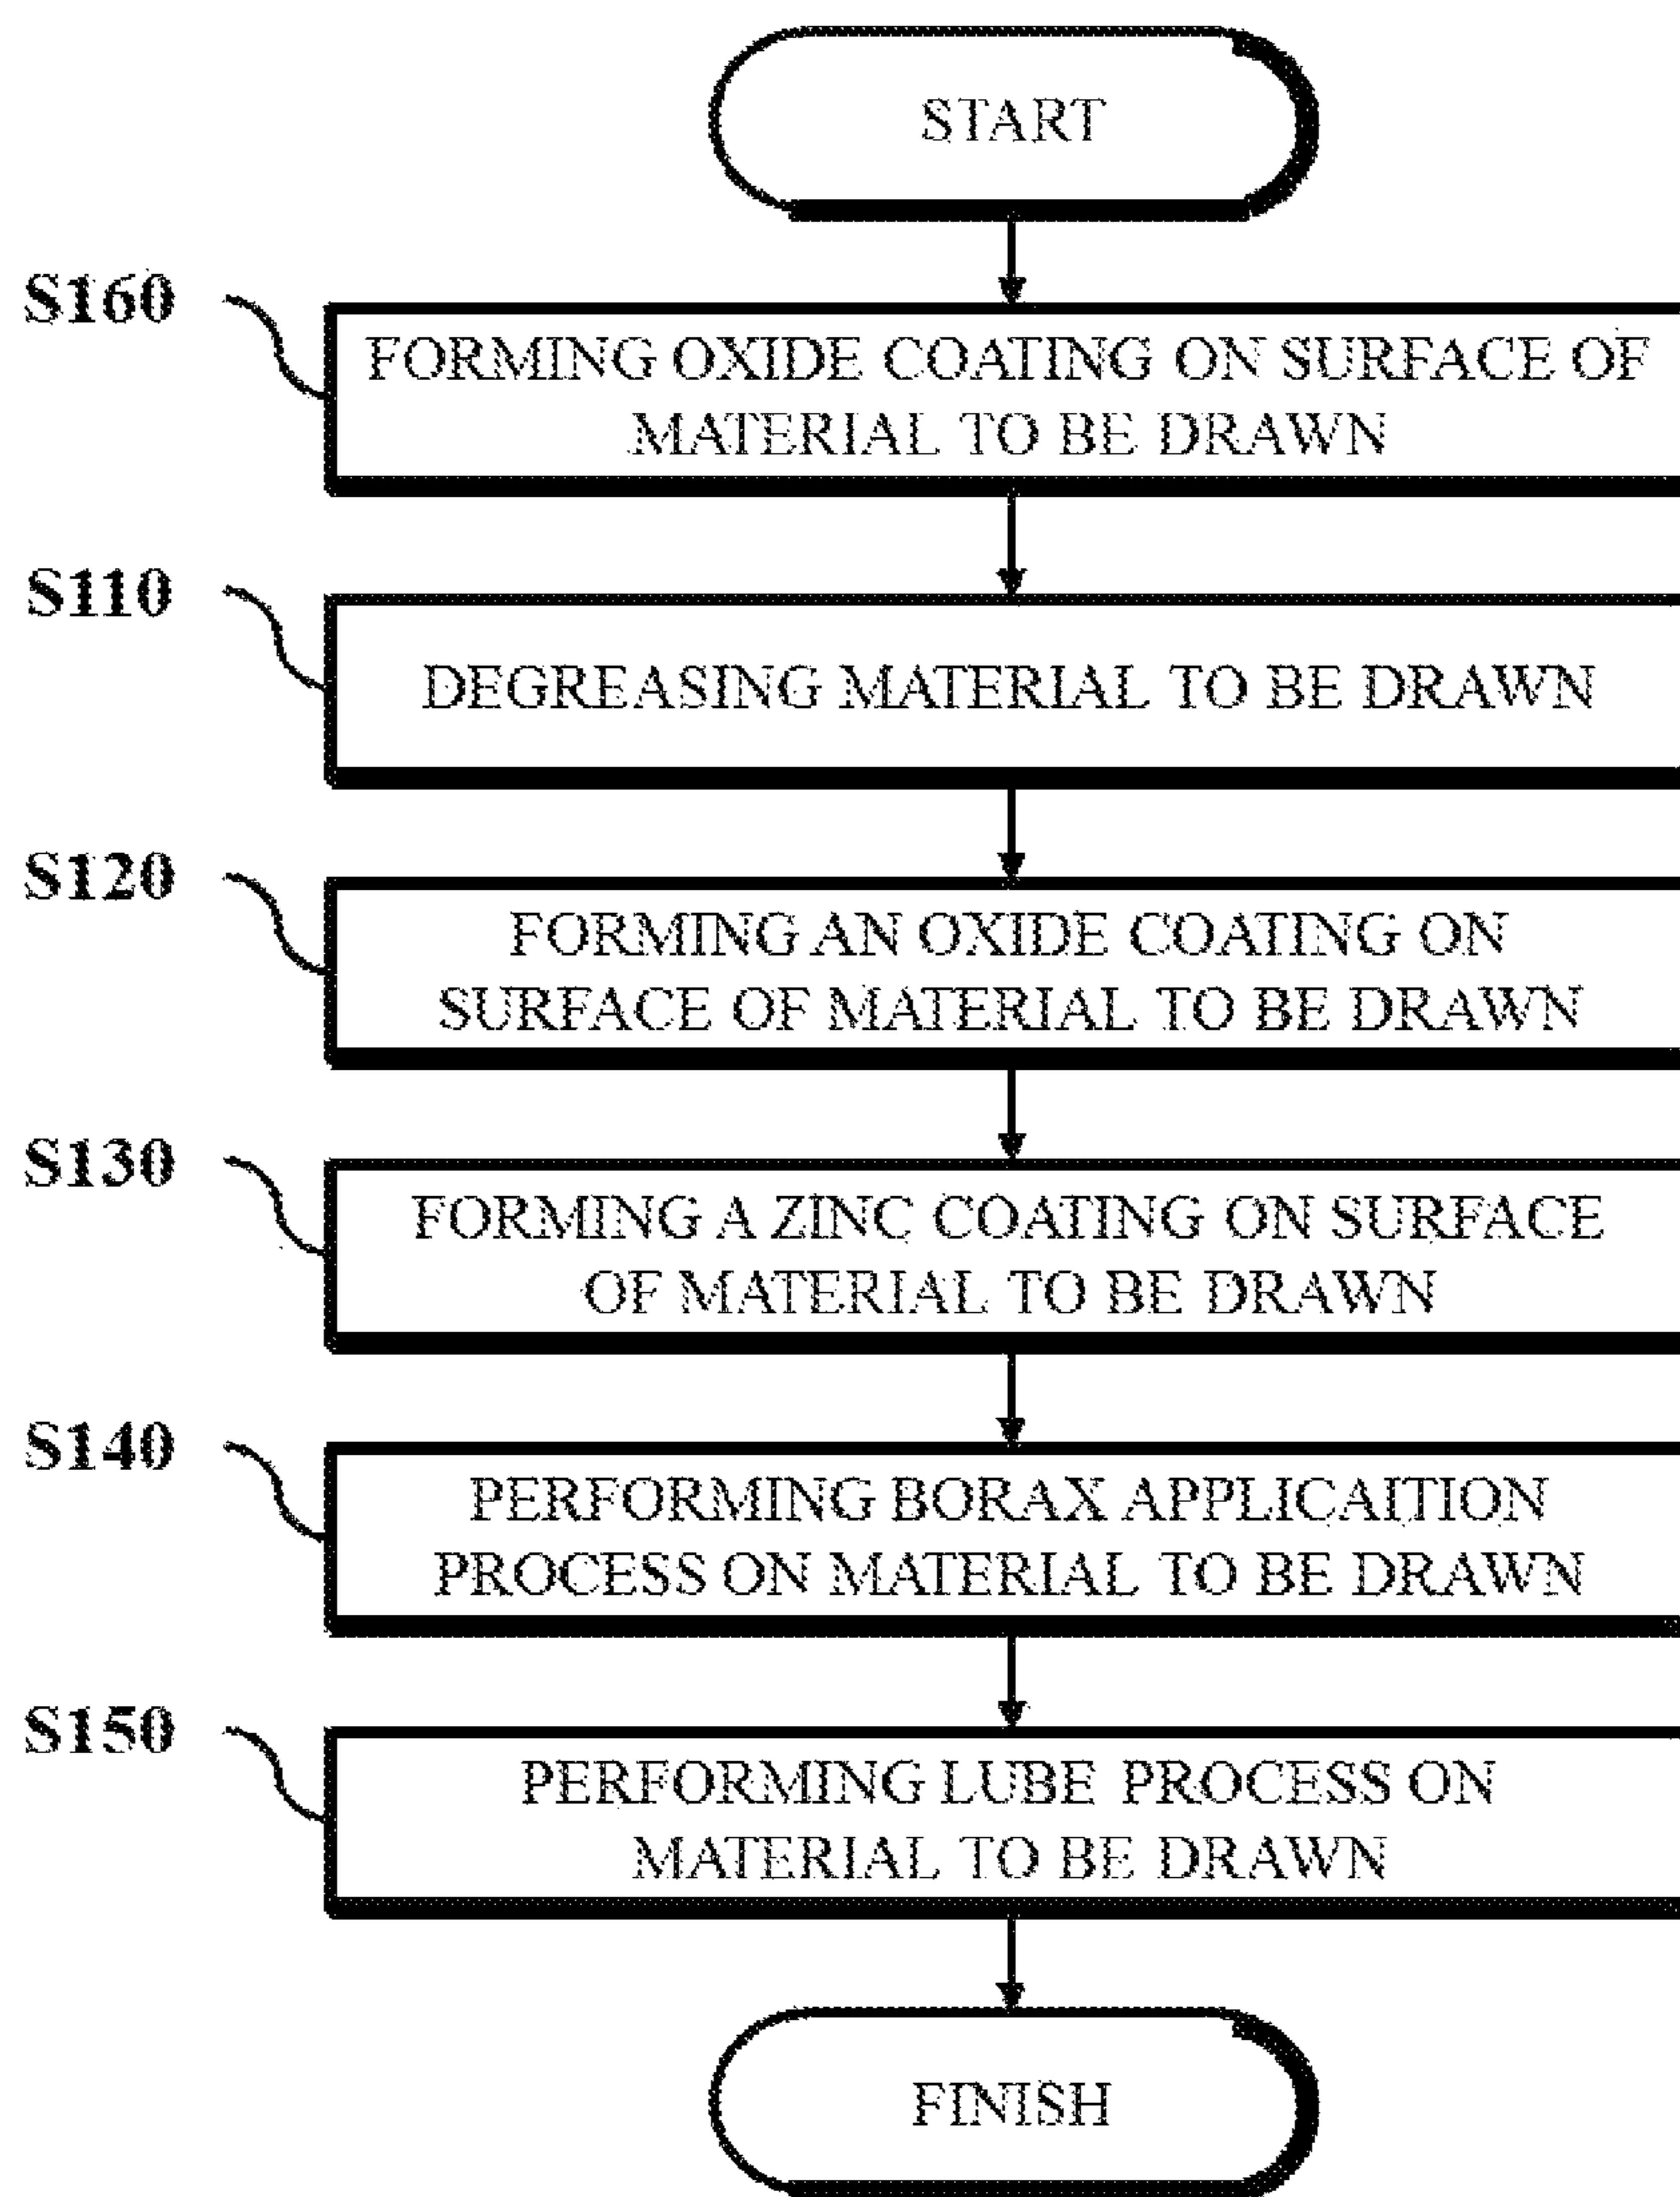 START
S160
FORMING OXIDE COATING ON SURFACE OF
MATERIAL TO BE DRAWN
S110
DEGREASING MATERIAL TO BE DRAWN
S120
FORMING AN OXIDE COATING ON
SURFACE OF MATERIAL TO BE DRAWN
S130
FORMING A ZINC COATING ON SURFACE
OF MATERIAL TO BE DRAWN
S140
PERFORMING BORAX APPLICAITION
PROCESS ON MATERIAL TO BE DRAWN
S150
PERFORMING LUBE PROCESS ON
MATERIAL TO BE DRAWN
FINISH